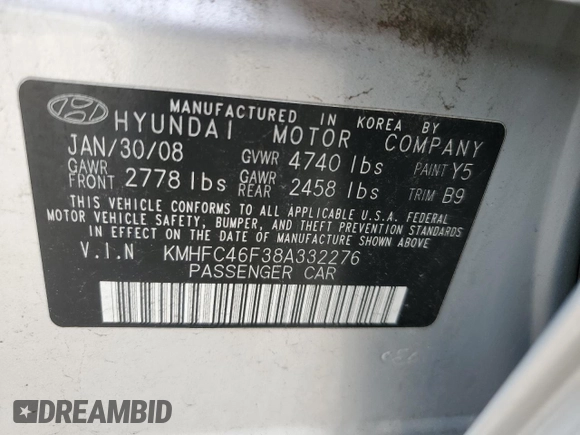 MANUFACTURED IN KOREA BY
HYUNDAI MOTOR COMPANY
JAN/30/08 GVWR 4740 lbs PAINT Y5
GAWR FRONT 2778 lbs GAWR REAR 2458 lbs TRIM B9
THIS VEHICLE CONFORMS TO ALL APPLICABLE U.S.A. FEDERAL
MOTOR VEHICLE SAFETY, BUMPER, AND THEFT PREVENTION STANDARDS
IN EFFECT ON THE DATE OF MANUFACTURE SHOWN ABOVE.
V.I.N KMHFC46F38A332276
PASSENGER CAR
DREAMBID